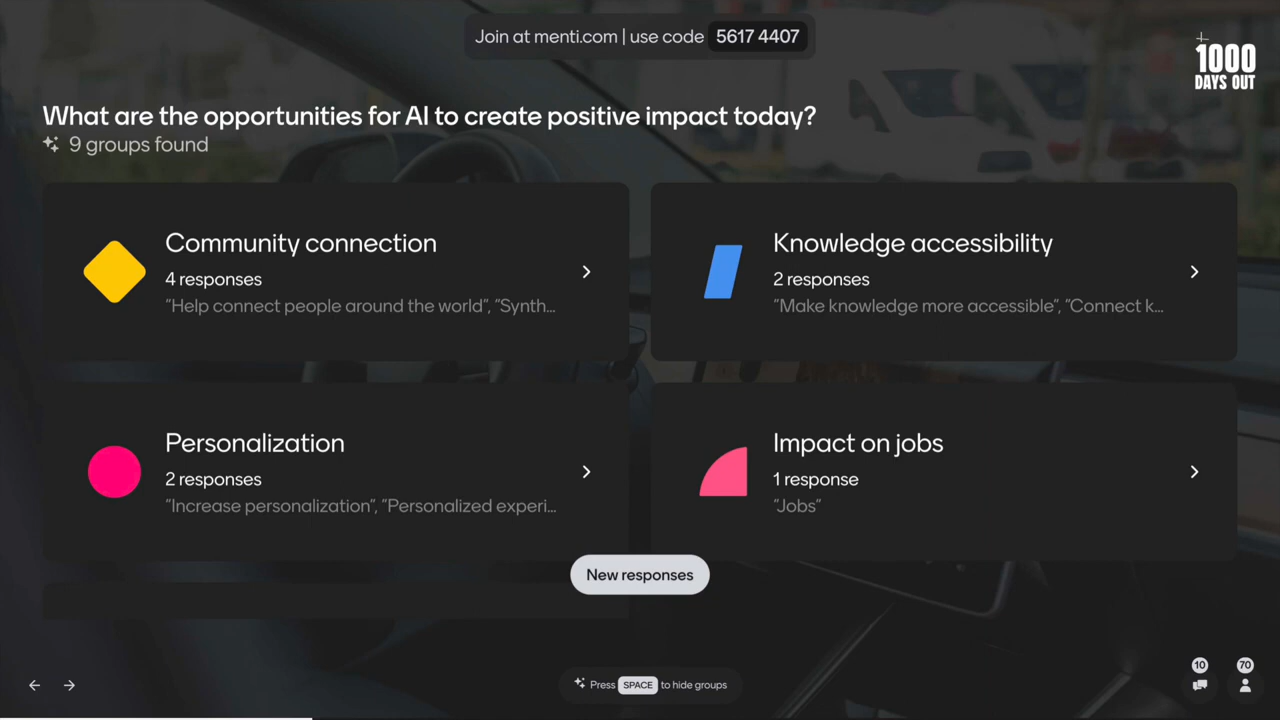 Join at menti.com | use code 5617 4407
1000
DAYS OUT
What are the opportunities for AI to create positive impact today?
9 groups found
Community connection
4 responses
"Help connect people around the world", "Synth...
Knowledge accessibility
2 responses
"Make knowledge more accessible", "Connect k...
Personalization
2 responses
"Increase personalization", "Personalized experi...
Impact on jobs
1 response
"Jobs"
New responses
Press SPACE to hide groups
10
70